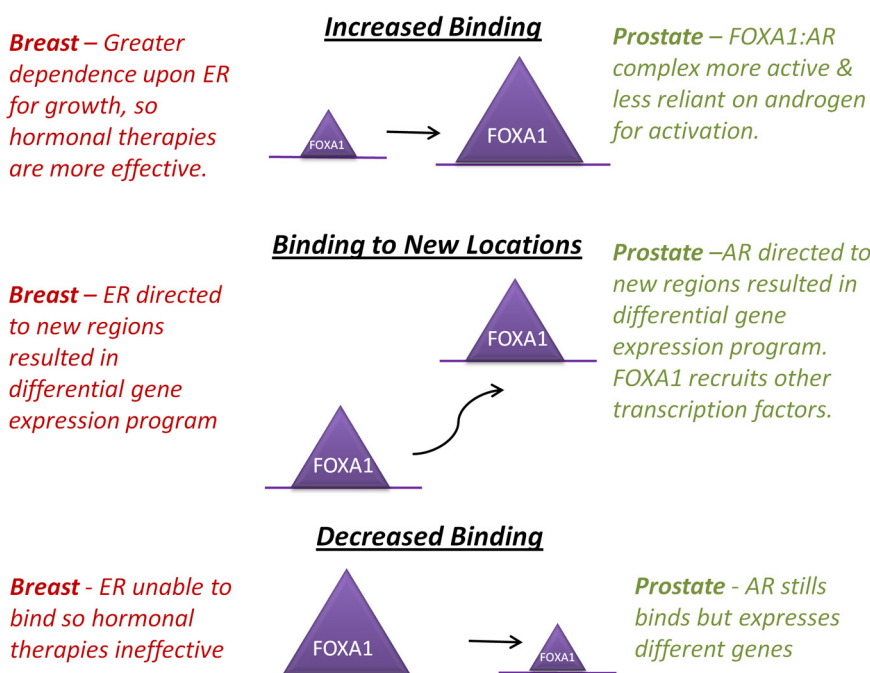 Increased Binding
Breast – Greater
dependence upon ER
for growth, so
hormonal therapies
are more effective.
FOXA1
FOXA1
Prostate – FOXA1:AR
complex more active &
less reliant on androgen
for activation.
Binding to New Locations
Breast – ER directed
to new regions
resulted in
differential gene
expression program
FOXA1
FOXA1
Prostate –AR directed to
new regions resulted in
differential gene
expression program.
FOXA1 recruits other
transcription factors.
Decreased Binding
Breast - ER unable to
bind so hormonal
therapies ineffective
FOXA1
FOXA1
Prostate - AR stills
binds but expresses
different genes